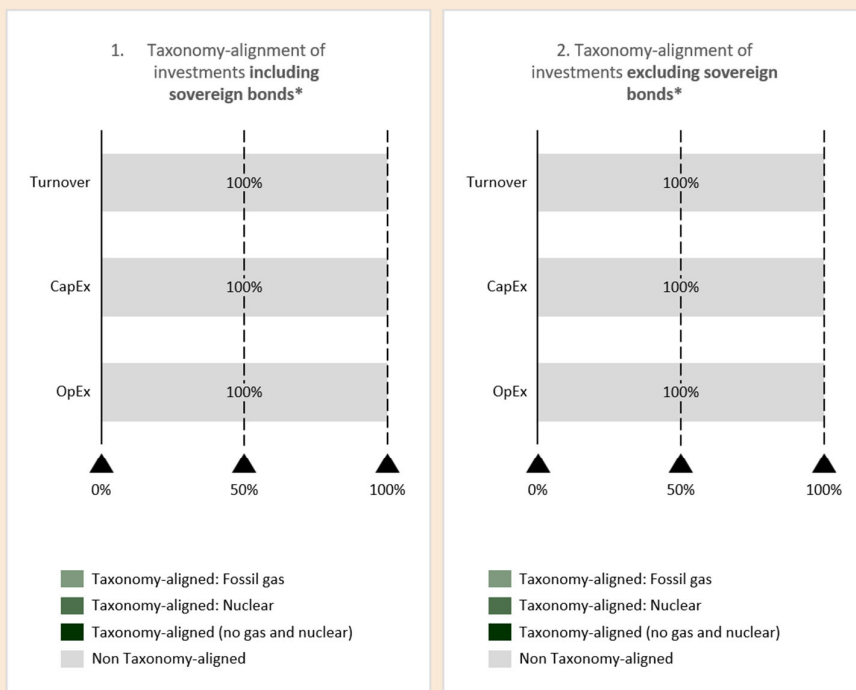 1. Taxonomy-alignment of
investments including
sovereign bonds*
Turnover
100%
CapEx
100%
OpEx
100%
0%
50%
100%
Taxonomy-aligned: Fossil gas
Taxonomy-aligned: Nuclear
Taxonomy-aligned (no gas and nuclear)
Non Taxonomy-aligned
2. Taxonomy-alignment of
investments excluding sovereign
bonds*
Turnover
100%
CapEx
100%
OpEx
100%
0%
50%
100%
Taxonomy-aligned: Fossil gas
Taxonomy-aligned: Nuclear
Taxonomy-aligned (no gas and nuclear)
Non Taxonomy-aligned